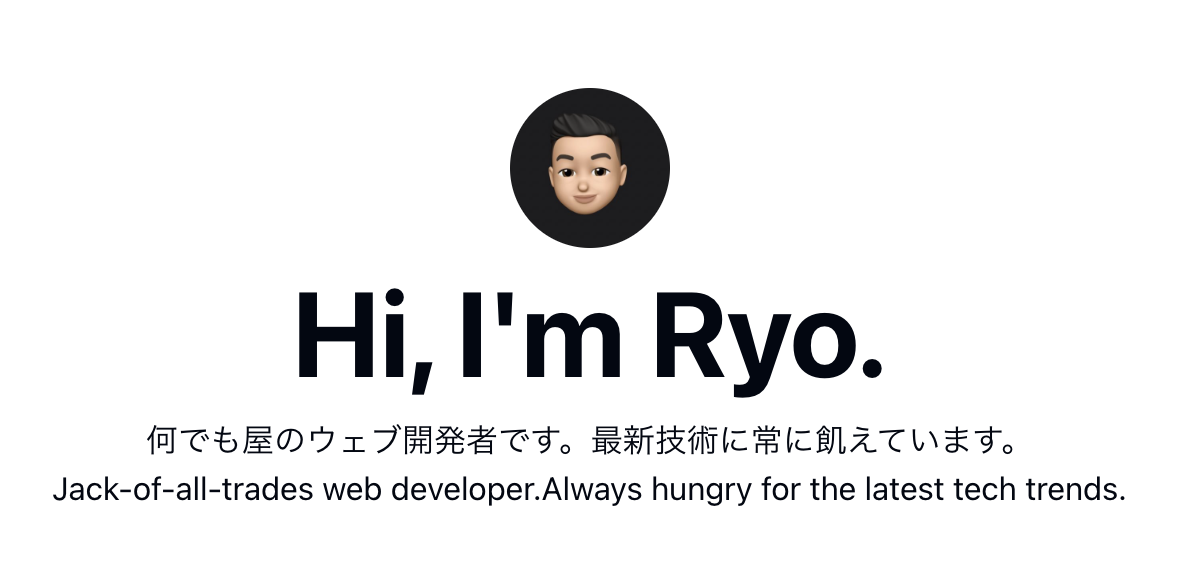 Hi, I'm Ryo.
何でも屋のウェブ開発者です。最新技術に常に飢えています。
Jack-of-all-trades web developer.Always hungry for the latest tech trends.